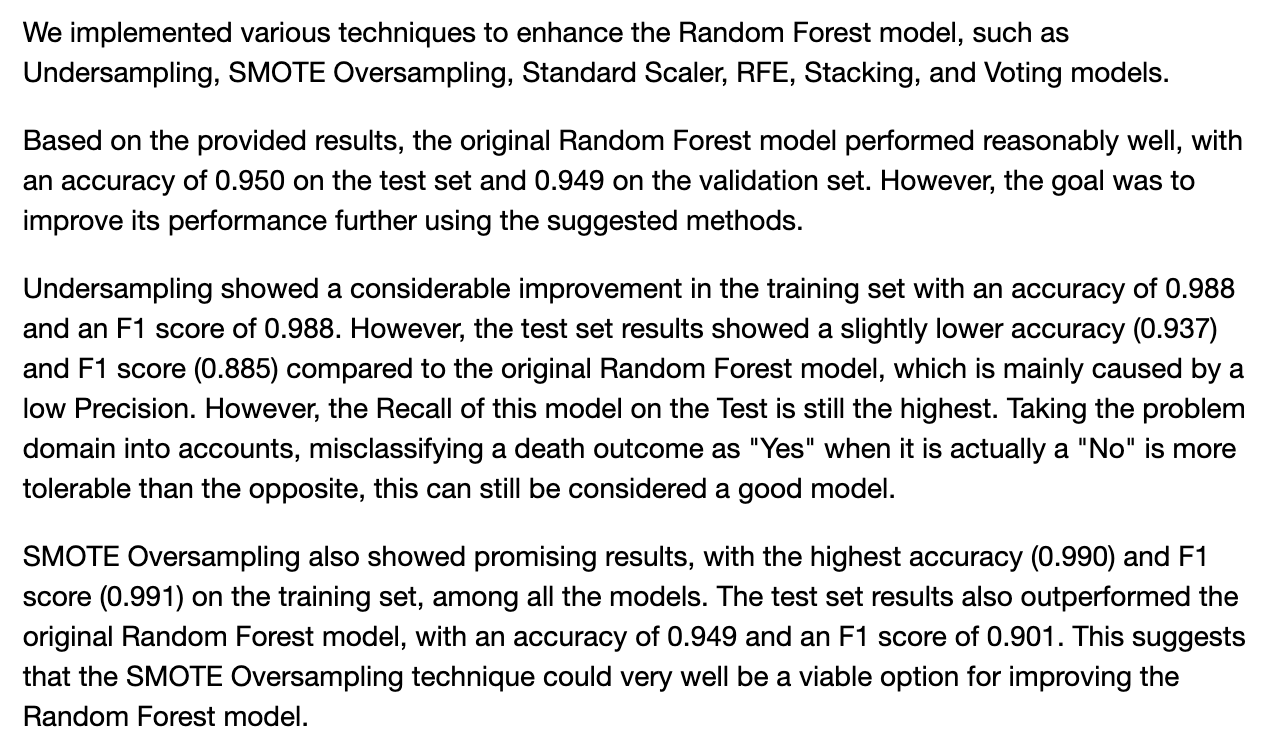 We implemented various techniques to enhance the Random Forest model, such as
Undersampling, SMOTE Oversampling, Standard Scaler, RFE, Stacking, and Voting models.
Based on the provided results, the original Random Forest model performed reasonably well, with
an accuracy of 0.950 on the test set and 0.949 on the validation set. However, the goal was to
improve its performance further using the suggested methods.
Undersampling showed a considerable improvement in the training set with an accuracy of 0.988
and an F1 score of 0.988. However, the test set results showed a slightly lower accuracy (0.937)
and F1 score (0.885) compared to the original Random Forest model, which is mainly caused by a
low Precision. However, the Recall of this model on the Test is still the highest. Taking the problem
domain into accounts, misclassifying a death outcome as "Yes" when it is actually a "No" is more
tolerable than the opposite, this can still be considered a good model.
SMOTE Oversampling also showed promising results, with the highest accuracy (0.990) and F1
score (0.991) on the training set, among all the models. The test set results also outperformed the
original Random Forest model, with an accuracy of 0.949 and an F1 score of 0.901. This suggests
that the SMOTE Oversampling technique could very well be a viable option for improving the
Random Forest model.